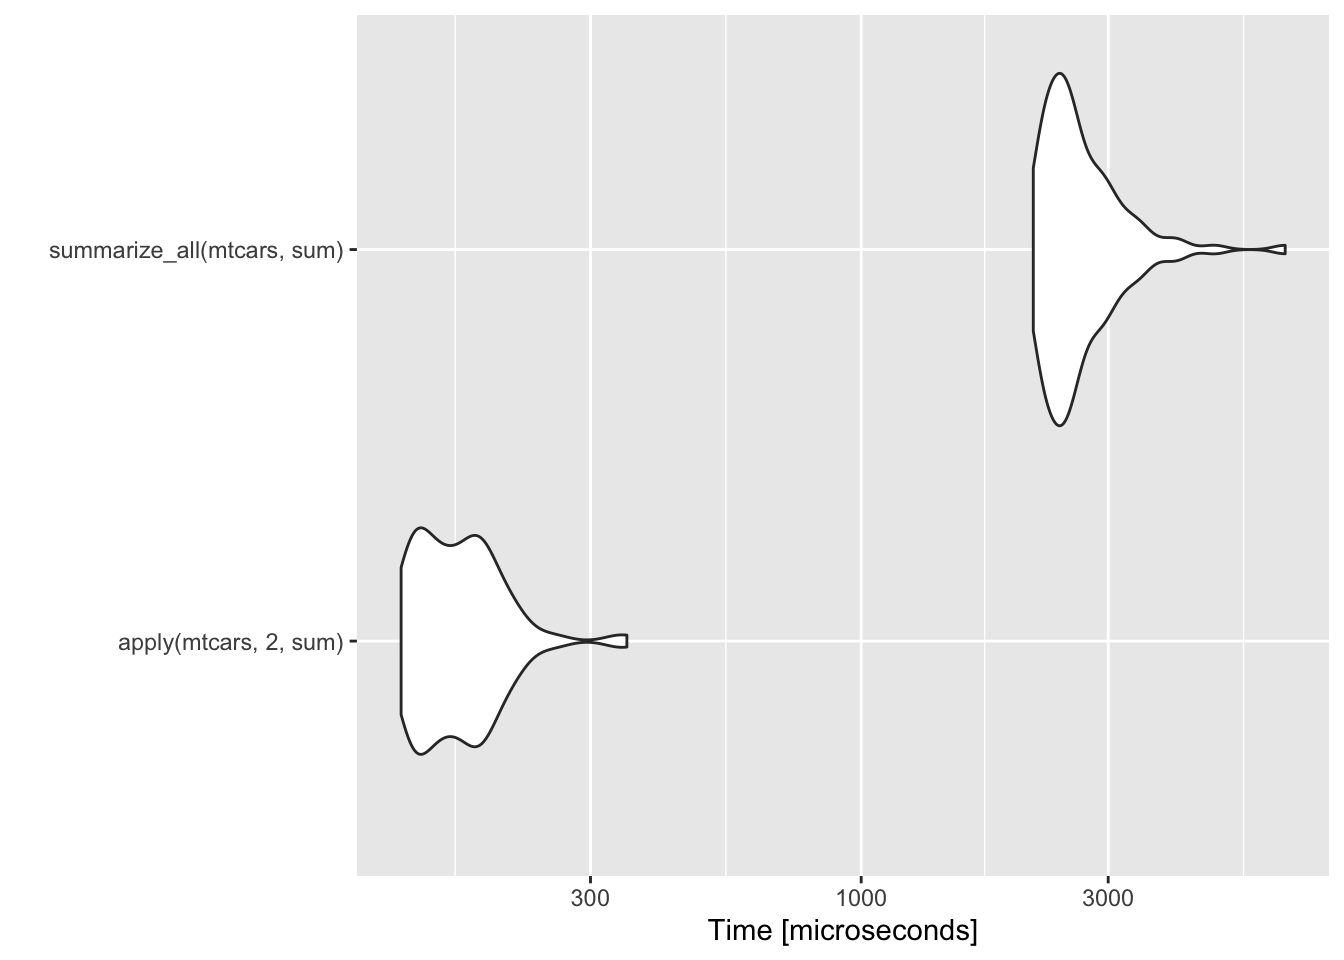 summarize_all(mtcars, sum)
apply(mtcars, 2, sum)
300
1000
3000
Time [microseconds]